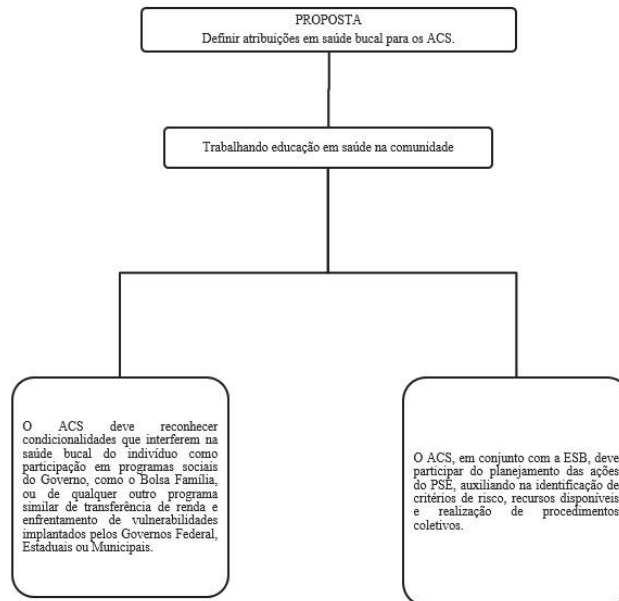 PROPOSTA
Definir atribuições em saúde bucal para os ACS.
Trabalhando educação em saúde na comunidade
O ACS deve reconhecer
condicionalidades que interferem na
saúde bucal do indivíduo como
participação em programas sociais
do Governo, como o Bolsa Família,
ou de qualquer outro programa
similar de transferência de renda e
enfrentamento de vulnerabilidades
implantados pelos Governos Federal,
Estaduais ou Municipais.
O ACS, em conjunto com a ESB, deve
participar do planejamento das ações
do PSE, auxiliando na identificação de
critérios de risco, recursos disponíveis
e realização de procedimentos
coletivos.